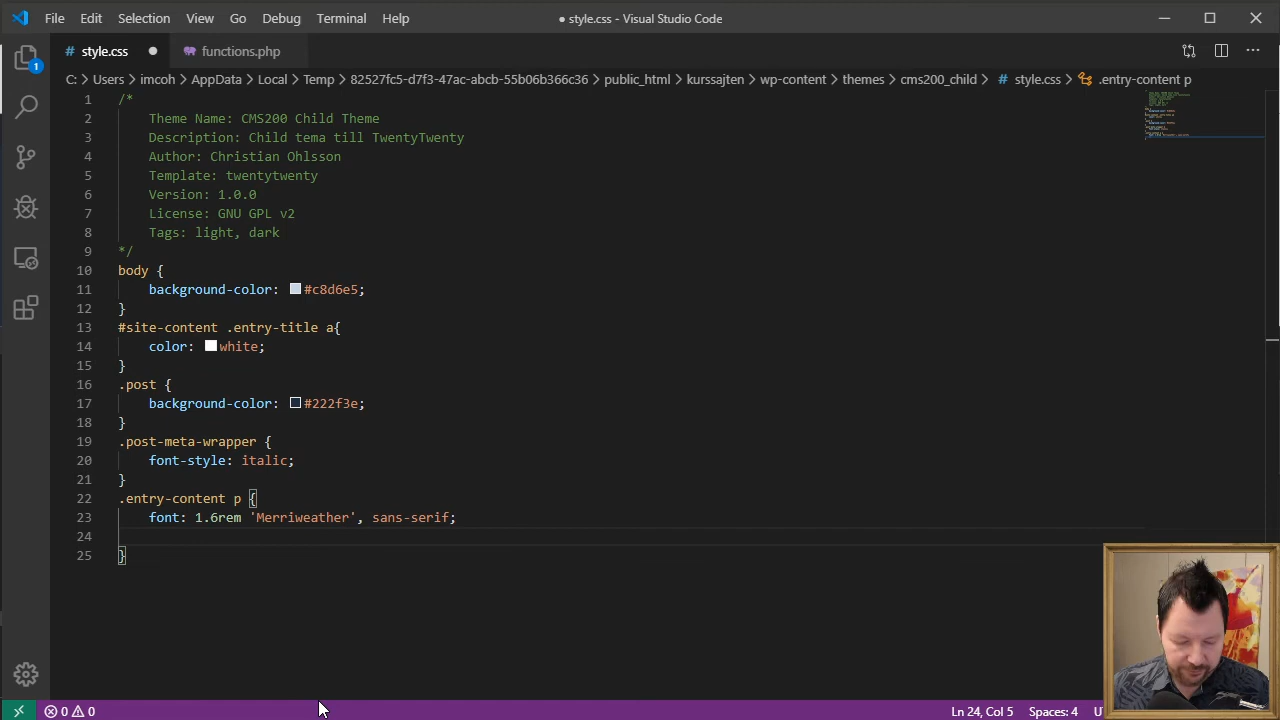 File Edit Selection View Go Debug Terminal Help
● style.css - Visual Studio Code
# style.css ● functions.php
C: > Users > imcoh > AppData > Local > Temp > 82527fc5-d7f3-47ac-abcb-55b06b366c36 > public_html > kurssajten > wp-content > themes > cms200_child > # style.css > .entry-content p
1
1 /*
2 Theme Name: CMS200 Child Theme
3 Description: Child tema till TwentyTwenty
4 Author: Christian Ohlsson
5 Template: twentytwenty
6 Version: 1.0.0
7 License: GNU GPL v2
8 Tags: light, dark
9 */
10 body {
11 background-color: #c8d6e5;
12 }
13 #site-content .entry-title a{
14 color: white;
15 }
16 .post {
17 background-color: #222f3e;
18 }
19 .post-meta-wrapper {
20 font-style: italic;
21 }
22 .entry-content p {
23 font: 1.6rem 'Merriweather', sans-serif;
24
25 }
0 0 Ln 24, Col 5 Spaces: 4